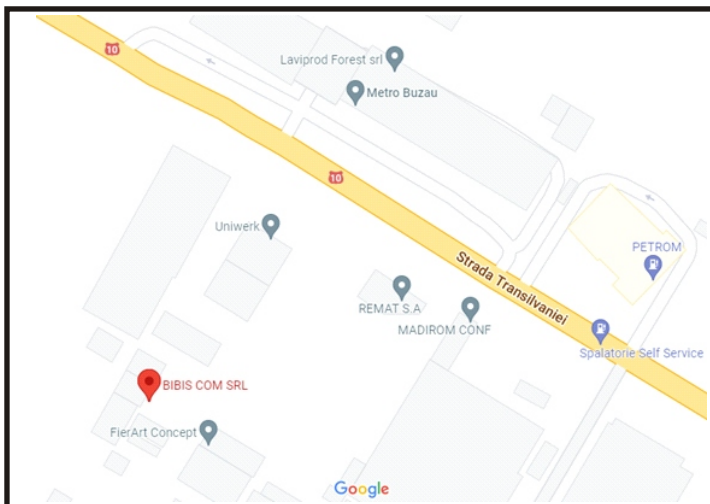 10
Laviprod Forest srl
Metro Buzau
10
Uniwerk
PETROM
Strada Transilvaniei
REMAT S.A
MADIROM CONF
Spalatorie Self Service
BIBIS COM SRL
FierArt Concept
Google